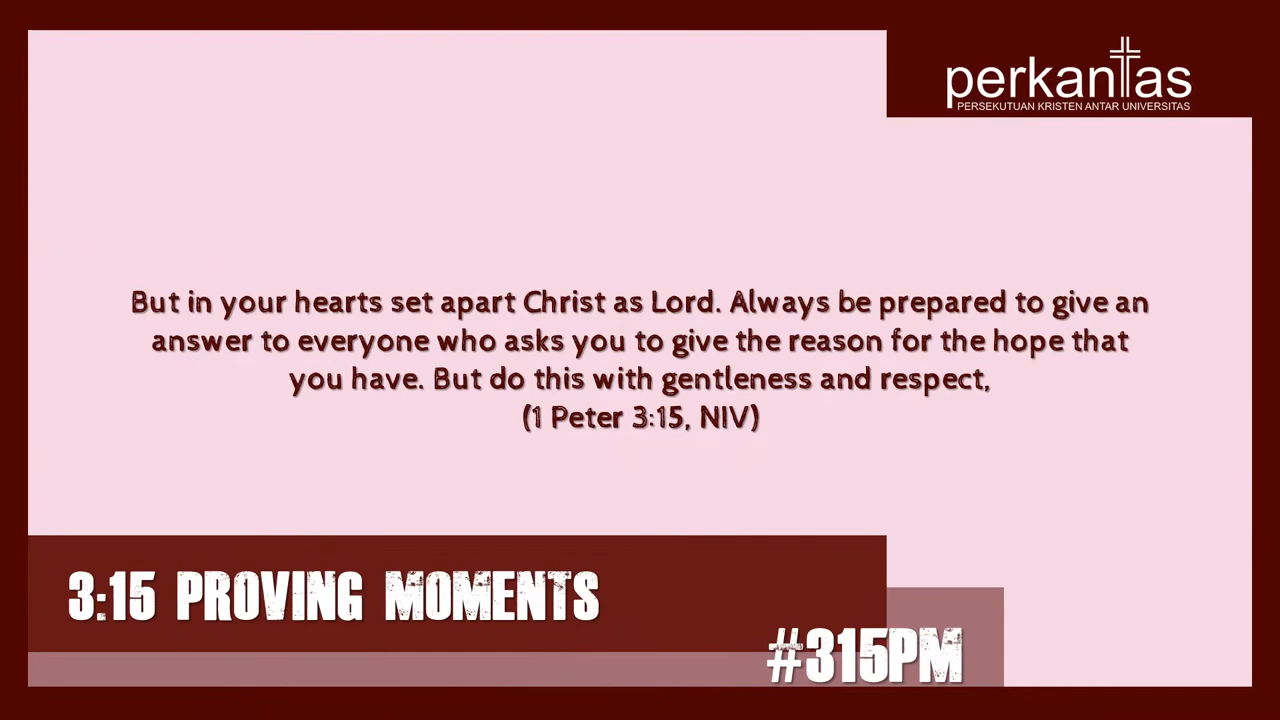 perkantas
PERSEKUTUAN KRISTEN ANTAR UNIVERSITAS
But in your hearts set apart Christ as Lord. Always be prepared to give an
answer to everyone who asks you to give the reason for the hope that
you have. But do this with gentleness and respect,
(1 Peter 3:15, NIV)
3:15 PROVING MOMENTS
#315PM